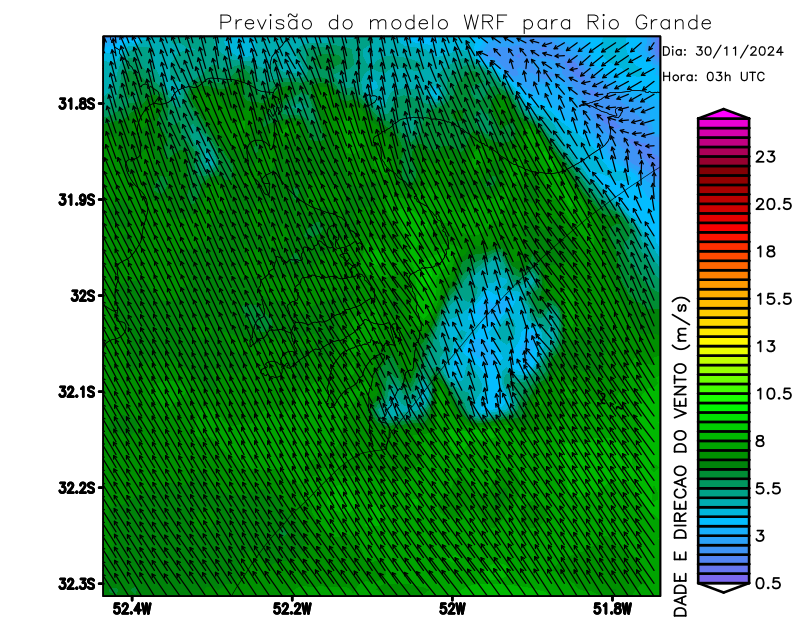 Previsão do modelo WRF para Rio Grande
Dia: 30/11/2024
Hora: 03h UTC
31.8S
31.9S
32S
32.1S
32.2S
32.3S
52.4W
52.2W
52W
51.8W
23
20.5
18
15.5
13
10.5
8
5.5
3
0.5
DADE E DIRECAO DO VENTO (m/s)